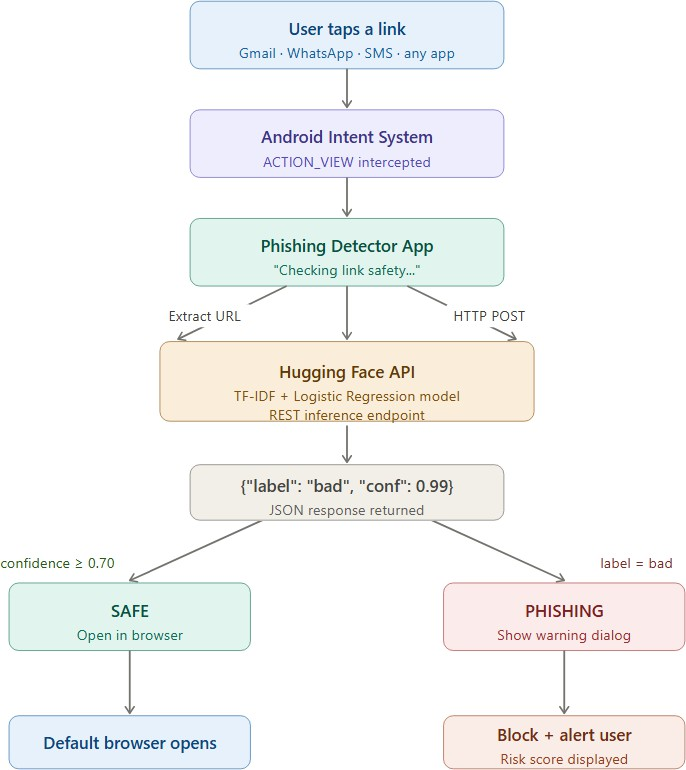 User taps a link
Gmail · WhatsApp · SMS · any app
Android Intent System
ACTION_VIEW intercepted
Phishing Detector App
"Checking link safety..."
Extract URL
HTTP POST
Hugging Face API
TF-IDF + Logistic Regression model
REST inference endpoint
{"label": "bad", "conf": 0.99}
JSON response returned
confidence ≥ 0.70
label = bad
SAFE
Open in browser
PHISHING
Show warning dialog
Default browser opens
Block + alert user
Risk score displayed